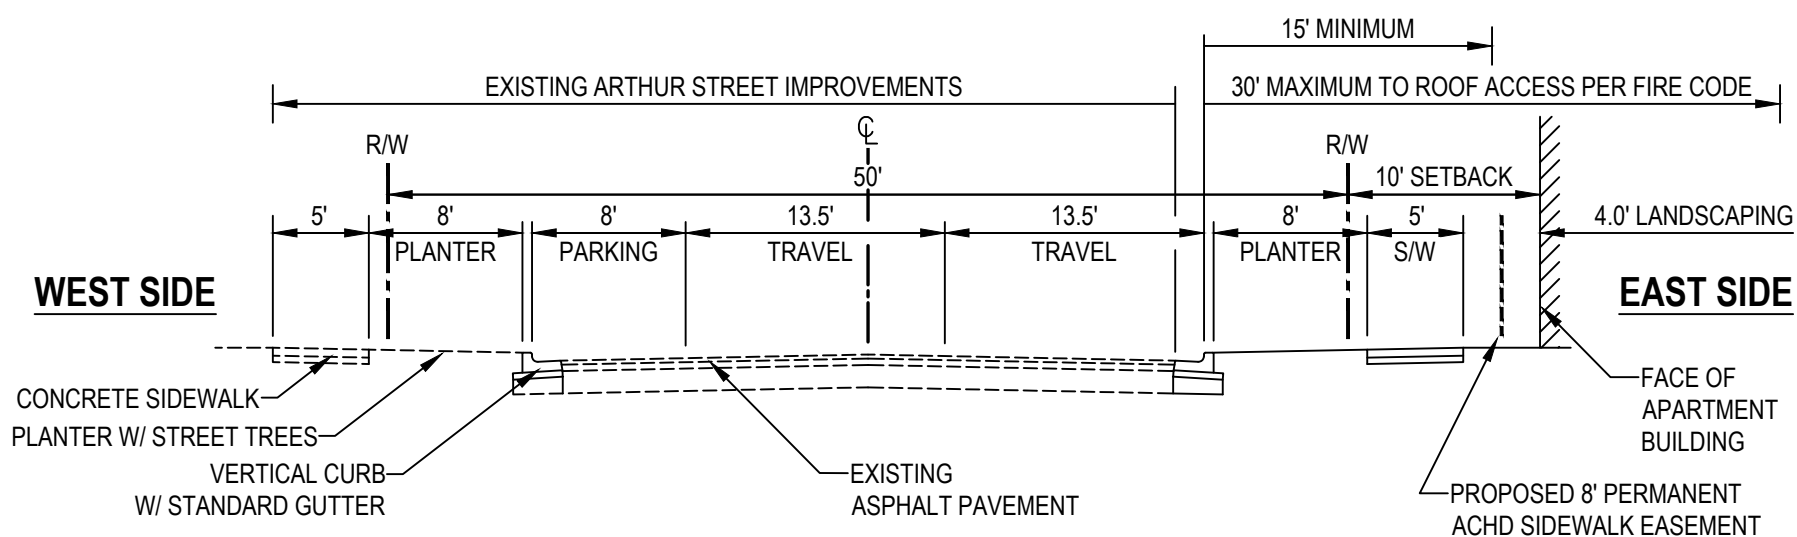 15' MINIMUM
EXISTING ARTHUR STREET IMPROVEMENTS
30' MAXIMUM TO ROOF ACCESS PER FIRE CODE
℄
R/W
R/W
50'
10' SETBACK
5'
8'
8'
13.5'
13.5'
8'
5'
4.0' LANDSCAPING
PLANTER
PARKING
TRAVEL
TRAVEL
PLANTER
S/W
WEST SIDE
EAST SIDE
CONCRETE SIDEWALK
PLANTER W/ STREET TREES
VERTICAL CURB
W/ STANDARD GUTTER
EXISTING
ASPHALT PAVEMENT
FACE OF
APARTMENT
BUILDING
PROPOSED 8' PERMANENT
ACHD SIDEWALK EASEMENT